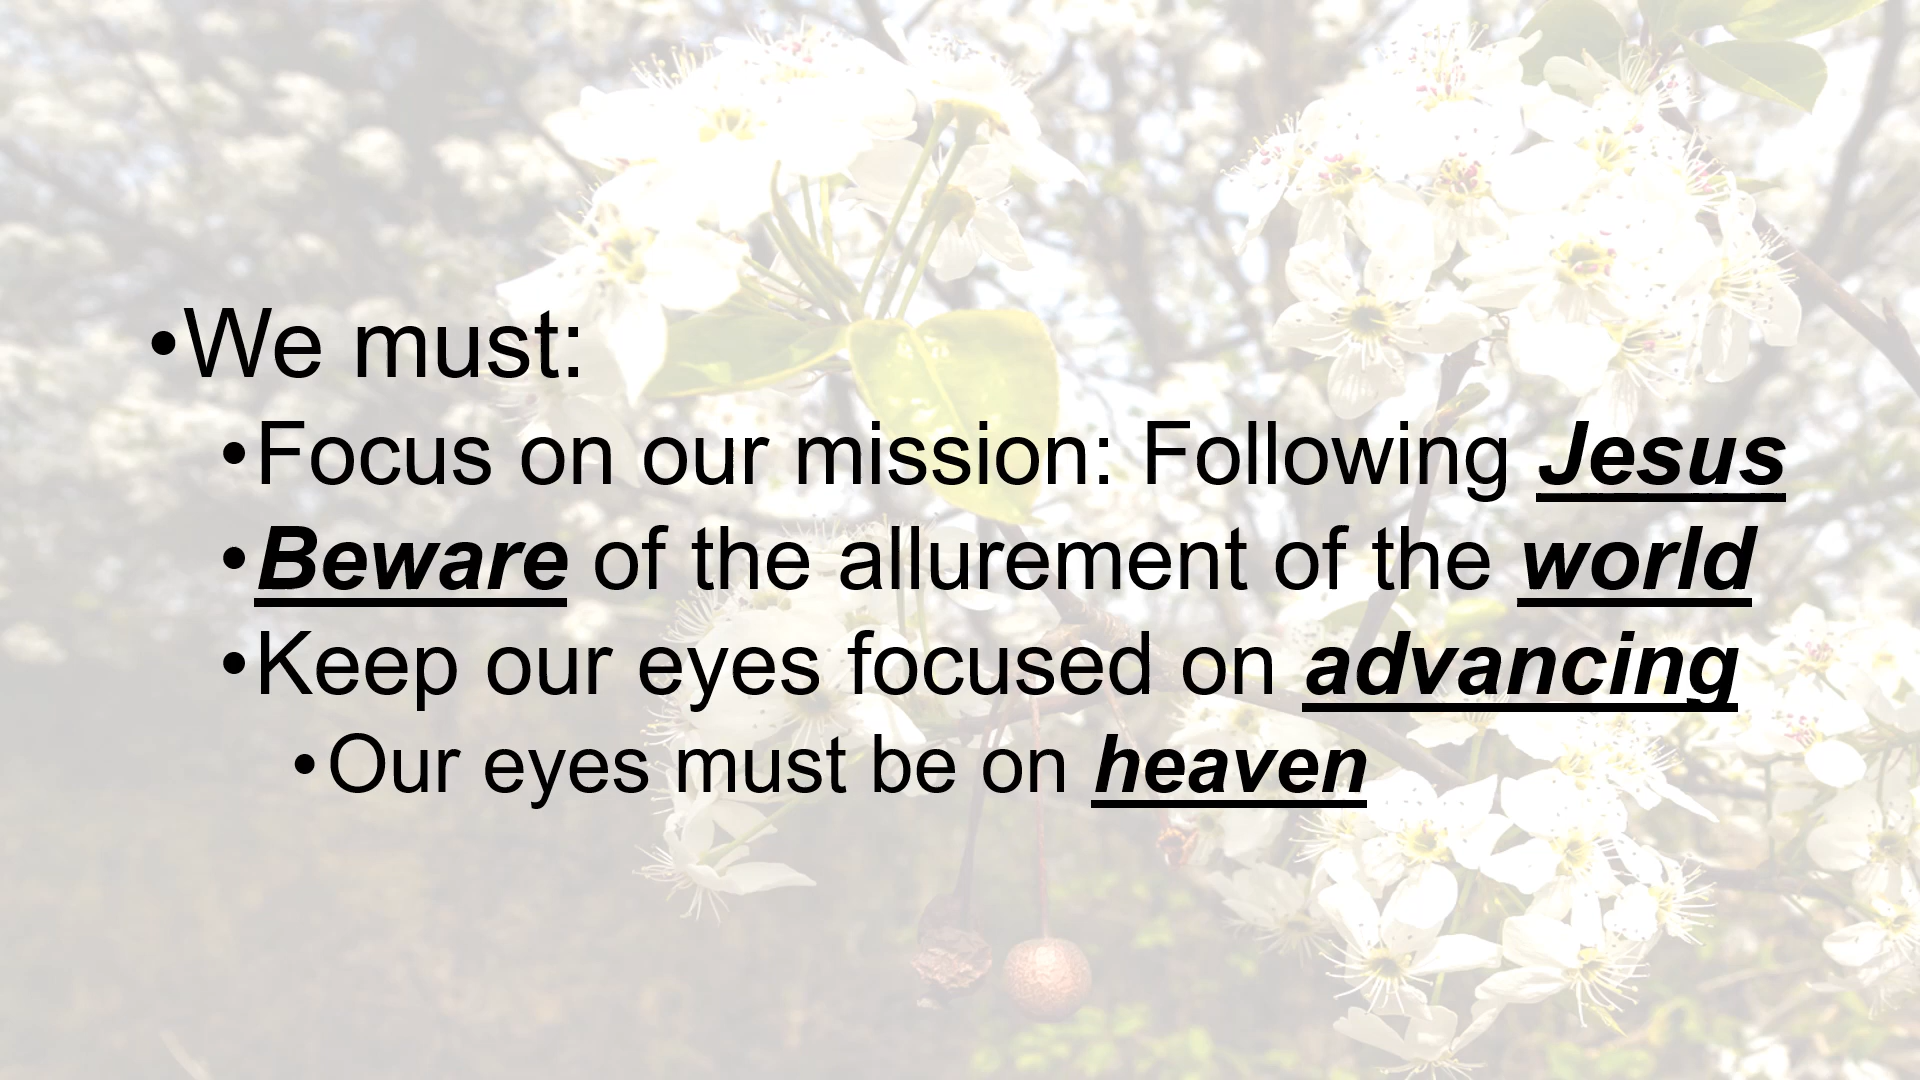 •We must:
•Focus on our mission: Following Jesus
•Beware of the allurement of the world
•Keep our eyes focused on advancing
•Our eyes must be on heaven